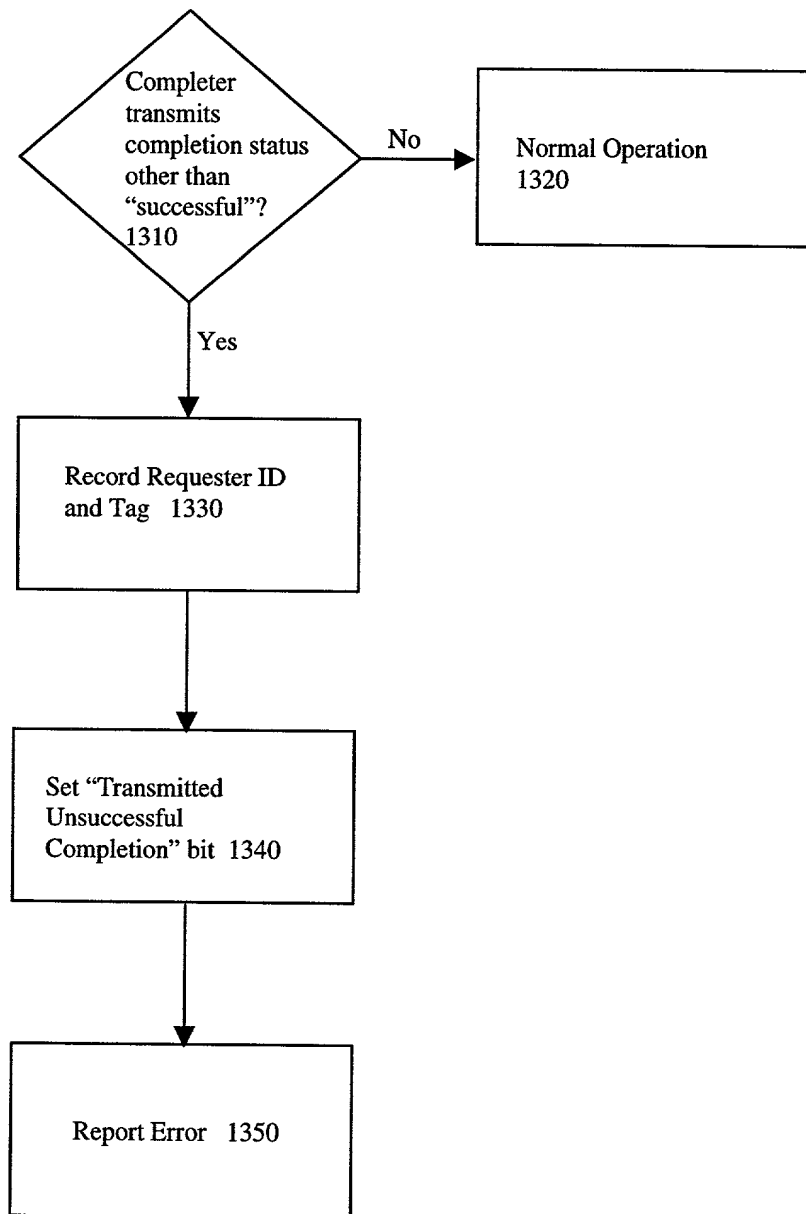 Completer
transmits
completion status
other than
“successful”?
1310
No
Normal Operation
1320
Yes
Record Requester ID
and Tag 1330
Set “Transmitted
Unsuccessful
Completion” bit 1340
Report Error 1350